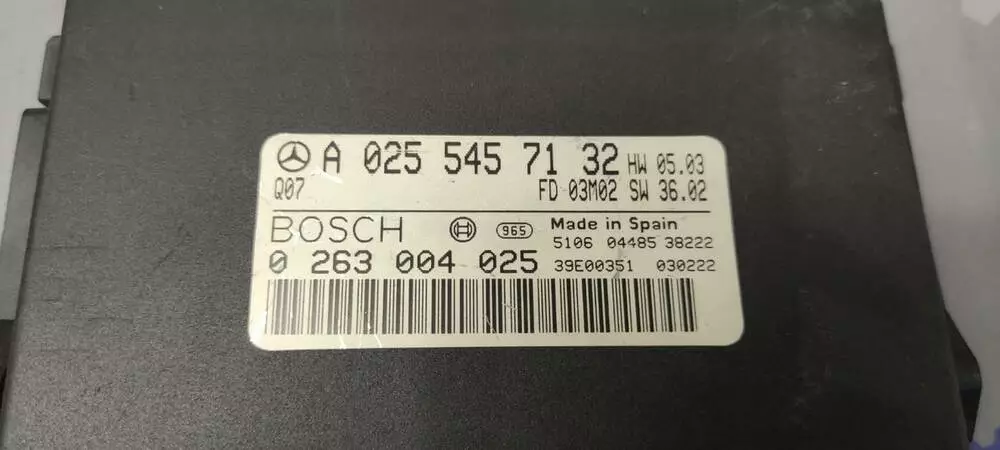 A 025 545 71 32 HW 05.03
Q07 FD 03M02 SW 36.02
BOSCH 965 Made in Spain
5106 04485 38222
0 263 004 025 39E00351 030222